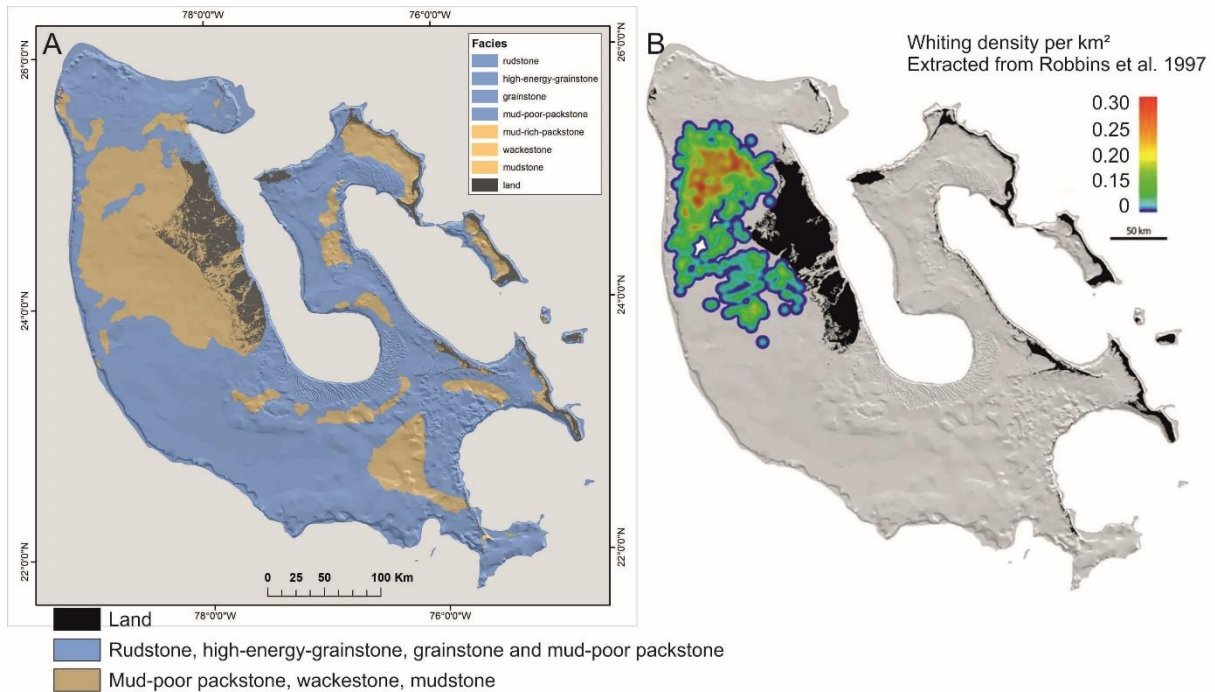 A
78°0'0"W
76°0'0"W
26°0'0"N
24°0'0"N
22°0'0"N
26°0'0"N
24°0'0"N
22°0'0"N
Facies
rudstone
high-energy-grainstone
grainstone
mud-poor-packstone
mud-rich-packstone
wackestone
mudstone
land
0 25 50 100 Km
78°0'0"W
76°0'0"W
B
Whiting density per km²
Extracted from Robbins et al. 1997
0.30
0.20
0.15
0
50 km
Land
Rudstone, high-energy-grainstone, grainstone and mud-poor packstone
Mud-poor packstone, wackestone, mudstone